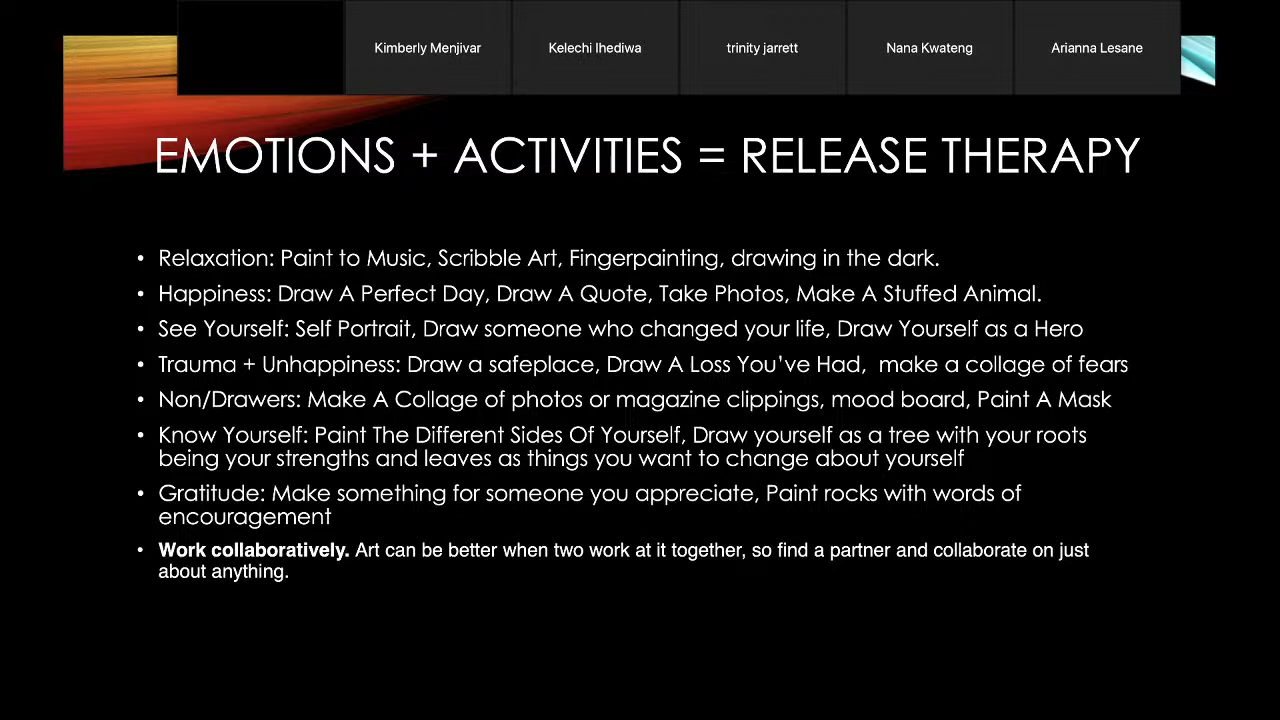 Kimberly Menjivar
Kelechi Ihediwa
trinity jarrett
Nana Kwateng
Arianna Lesane
EMOTIONS + ACTIVITIES = RELEASE THERAPY
• Relaxation: Paint to Music, Scribble Art, Fingerpainting, drawing in the dark.
• Happiness: Draw A Perfect Day, Draw A Quote, Take Photos, Make A Stuffed Animal.
• See Yourself: Self Portrait, Draw someone who changed your life, Draw Yourself as a Hero
• Trauma + Unhappiness: Draw a safeplace, Draw A Loss You've Had,  make a collage of fears
• Non/Drawers: Make A Collage of photos or magazine clippings, mood board, Paint A Mask
• Know Yourself: Paint The Different Sides Of Yourself, Draw yourself as a tree with your roots
being your strengths and leaves as things you want to change about yourself
• Gratitude: Make something for someone you appreciate, Paint rocks with words of
encouragement
• Work collaboratively. Art can be better when two work at it together, so find a partner and collaborate on just
about anything.